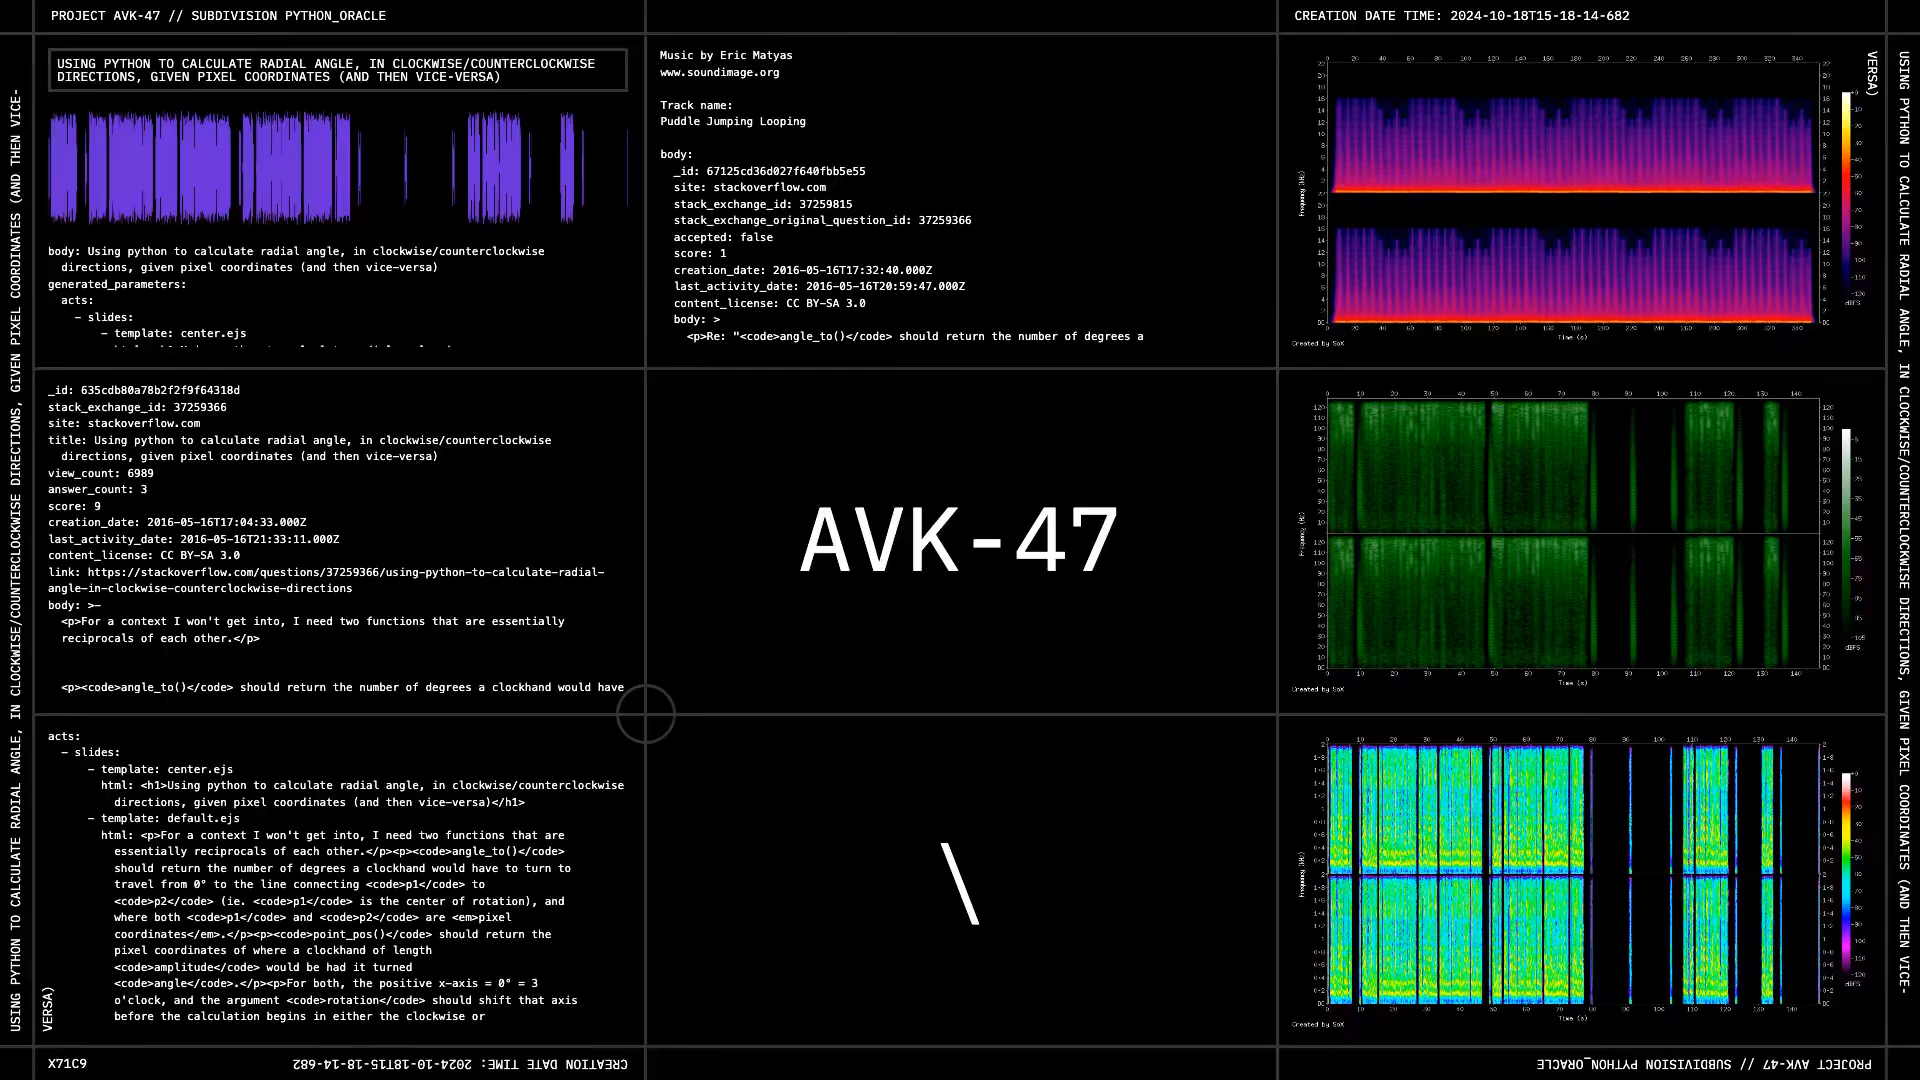 PROJECT AVK-47 // SUBDIVISION PYTHON_ORACLE
CREATION DATE TIME: 2024-10-18T15-18-14-682
USING PYTHON TO CALCULATE RADIAL ANGLE, IN CLOCKWISE/COUNTERCLOCKWISE
DIRECTIONS, GIVEN PIXEL COORDINATES (AND THEN VICE-VERSA)
body: Using python to calculate radial angle, in clockwise/counterclockwise
directions, given pixel coordinates (and then vice-versa)
generated_parameters:
acts:
- slides:
- template: center.ejs
Music by Eric Matyas
www.soundimage.org
Track name:
Puddle Jumping Looping
body:
_id: 67125cd36d027f640fbb5e55
site: stackoverflow.com
stack_exchange_id: 37259815
stack_exchange_original_question_id: 37259366
accepted: false
score: 1
creation_date: 2016-05-16T17:32:40.000Z
last_activity_date: 2016-05-16T20:59:47.000Z
content_license: CC BY-SA 3.0
body: >
<p>Re: "<code>angle_to()</code> should return the number of degrees a
Frequency (kHz)
Time (s)
dBFS
Created by SoX
_id: 635cdb80a78b2f2f9f64318d
stack_exchange_id: 37259366
site: stackoverflow.com
title: Using python to calculate radial angle, in clockwise/counterclockwise
directions, given pixel coordinates (and then vice-versa)
view_count: 6989
answer_count: 3
score: 9
creation_date: 2016-05-16T17:04:33.000Z
last_activity_date: 2016-05-16T21:33:11.000Z
content_license: CC BY-SA 3.0
link: https://stackoverflow.com/questions/37259366/using-python-to-calculate-radial-
angle-in-clockwise-counterclockwise-directions
body: >-
<p>For a context I won't get into, I need two functions that are essentially
reciprocals of each other.</p>
<p><code>angle_to()</code> should return the number of degrees a clockhand would have
AVK-47
Frequency (Hz)
Time (s)
dBFS
Created by SoX
acts:
- slides:
- template: center.ejs
html: <h1>Using python to calculate radial angle, in clockwise/counterclockwise
directions, given pixel coordinates (and then vice-versa)</h1>
- template: default.ejs
html: <p>For a context I won't get into, I need two functions that are
essentially reciprocals of each other.</p><p><code>angle_to()</code>
should return the number of degrees a clockhand would have to turn to
travel from 0° to the line connecting <code>p1</code> to
<code>p2</code> (ie. <code>p1</code> is the center of rotation), and
where both <code>p1</code> and <code>p2</code> are <em>pixel
coordinates</em>.</p><p><code>point_pos()</code> should return the
pixel coordinates of where a clockhand of length
<code>amplitude</code> would be had it turned
<code>angle</code>.</p><p>For both, the positive x-axis = 0° = 3
o'clock, and the argument <code>rotation</code> should shift that axis
before the calculation begins in either the clockwise or
\
Frequency (kHz)
Time (s)
dBFS
Created by SoX
X71C9
CREATION DATE TIME: 2024-10-18T15-18-14-682
PROJECT AVK-47 // SUBDIVISION PYTHON_ORACLE
USING PYTHON TO CALCULATE RADIAL ANGLE, IN CLOCKWISE/COUNTERCLOCKWISE DIRECTIONS, GIVEN PIXEL COORDINATES (AND THEN VICE-
VERSA)
USING PYTHON TO CALCULATE RADIAL ANGLE, IN CLOCKWISE/COUNTERCLOCKWISE DIRECTIONS, GIVEN PIXEL COORDINATES (AND THEN VICE-
VERSA)